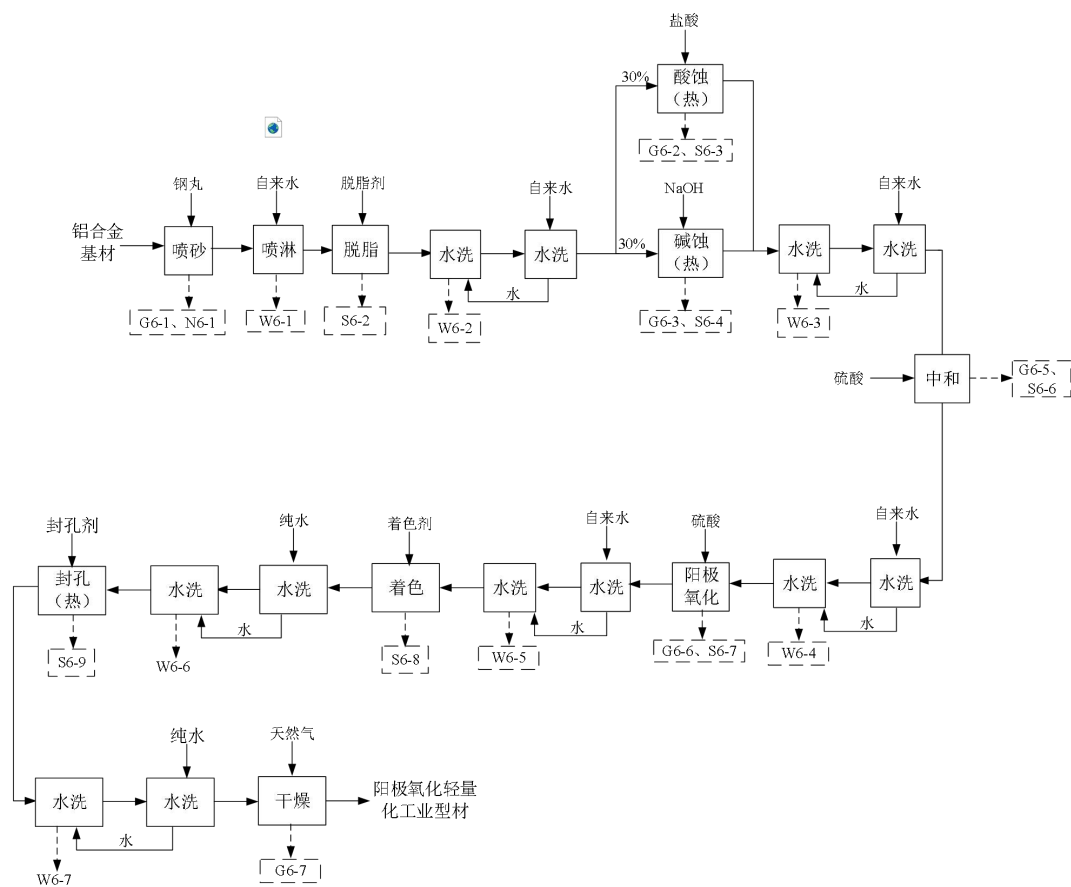 盐酸
30%
酸蚀
（热）
G6-2、S6-3
钢丸
自来水
脱脂剂
自来水
NaOH
自来水
铝合金
基材
喷砂
喷淋
脱脂
水洗
水洗
30%
碱蚀
（热）
水洗
水洗
水
水
G6-1、N6-1
W6-1
S6-2
W6-2
G6-3、S6-4
W6-3
硫酸
中和
G6-5、
S6-6
封孔剂
纯水
着色剂
自来水
硫酸
自来水
封孔
（热）
水洗
水洗
着色
水洗
水洗
阳极
氧化
水洗
水洗
水
水
水
S6-9
W6-6
S6-8
W6-5
G6-6、S6-7
W6-4
纯水
天然气
水洗
水洗
干燥
阳极氧化轻量
化工业型材
水
W6-7
G6-7